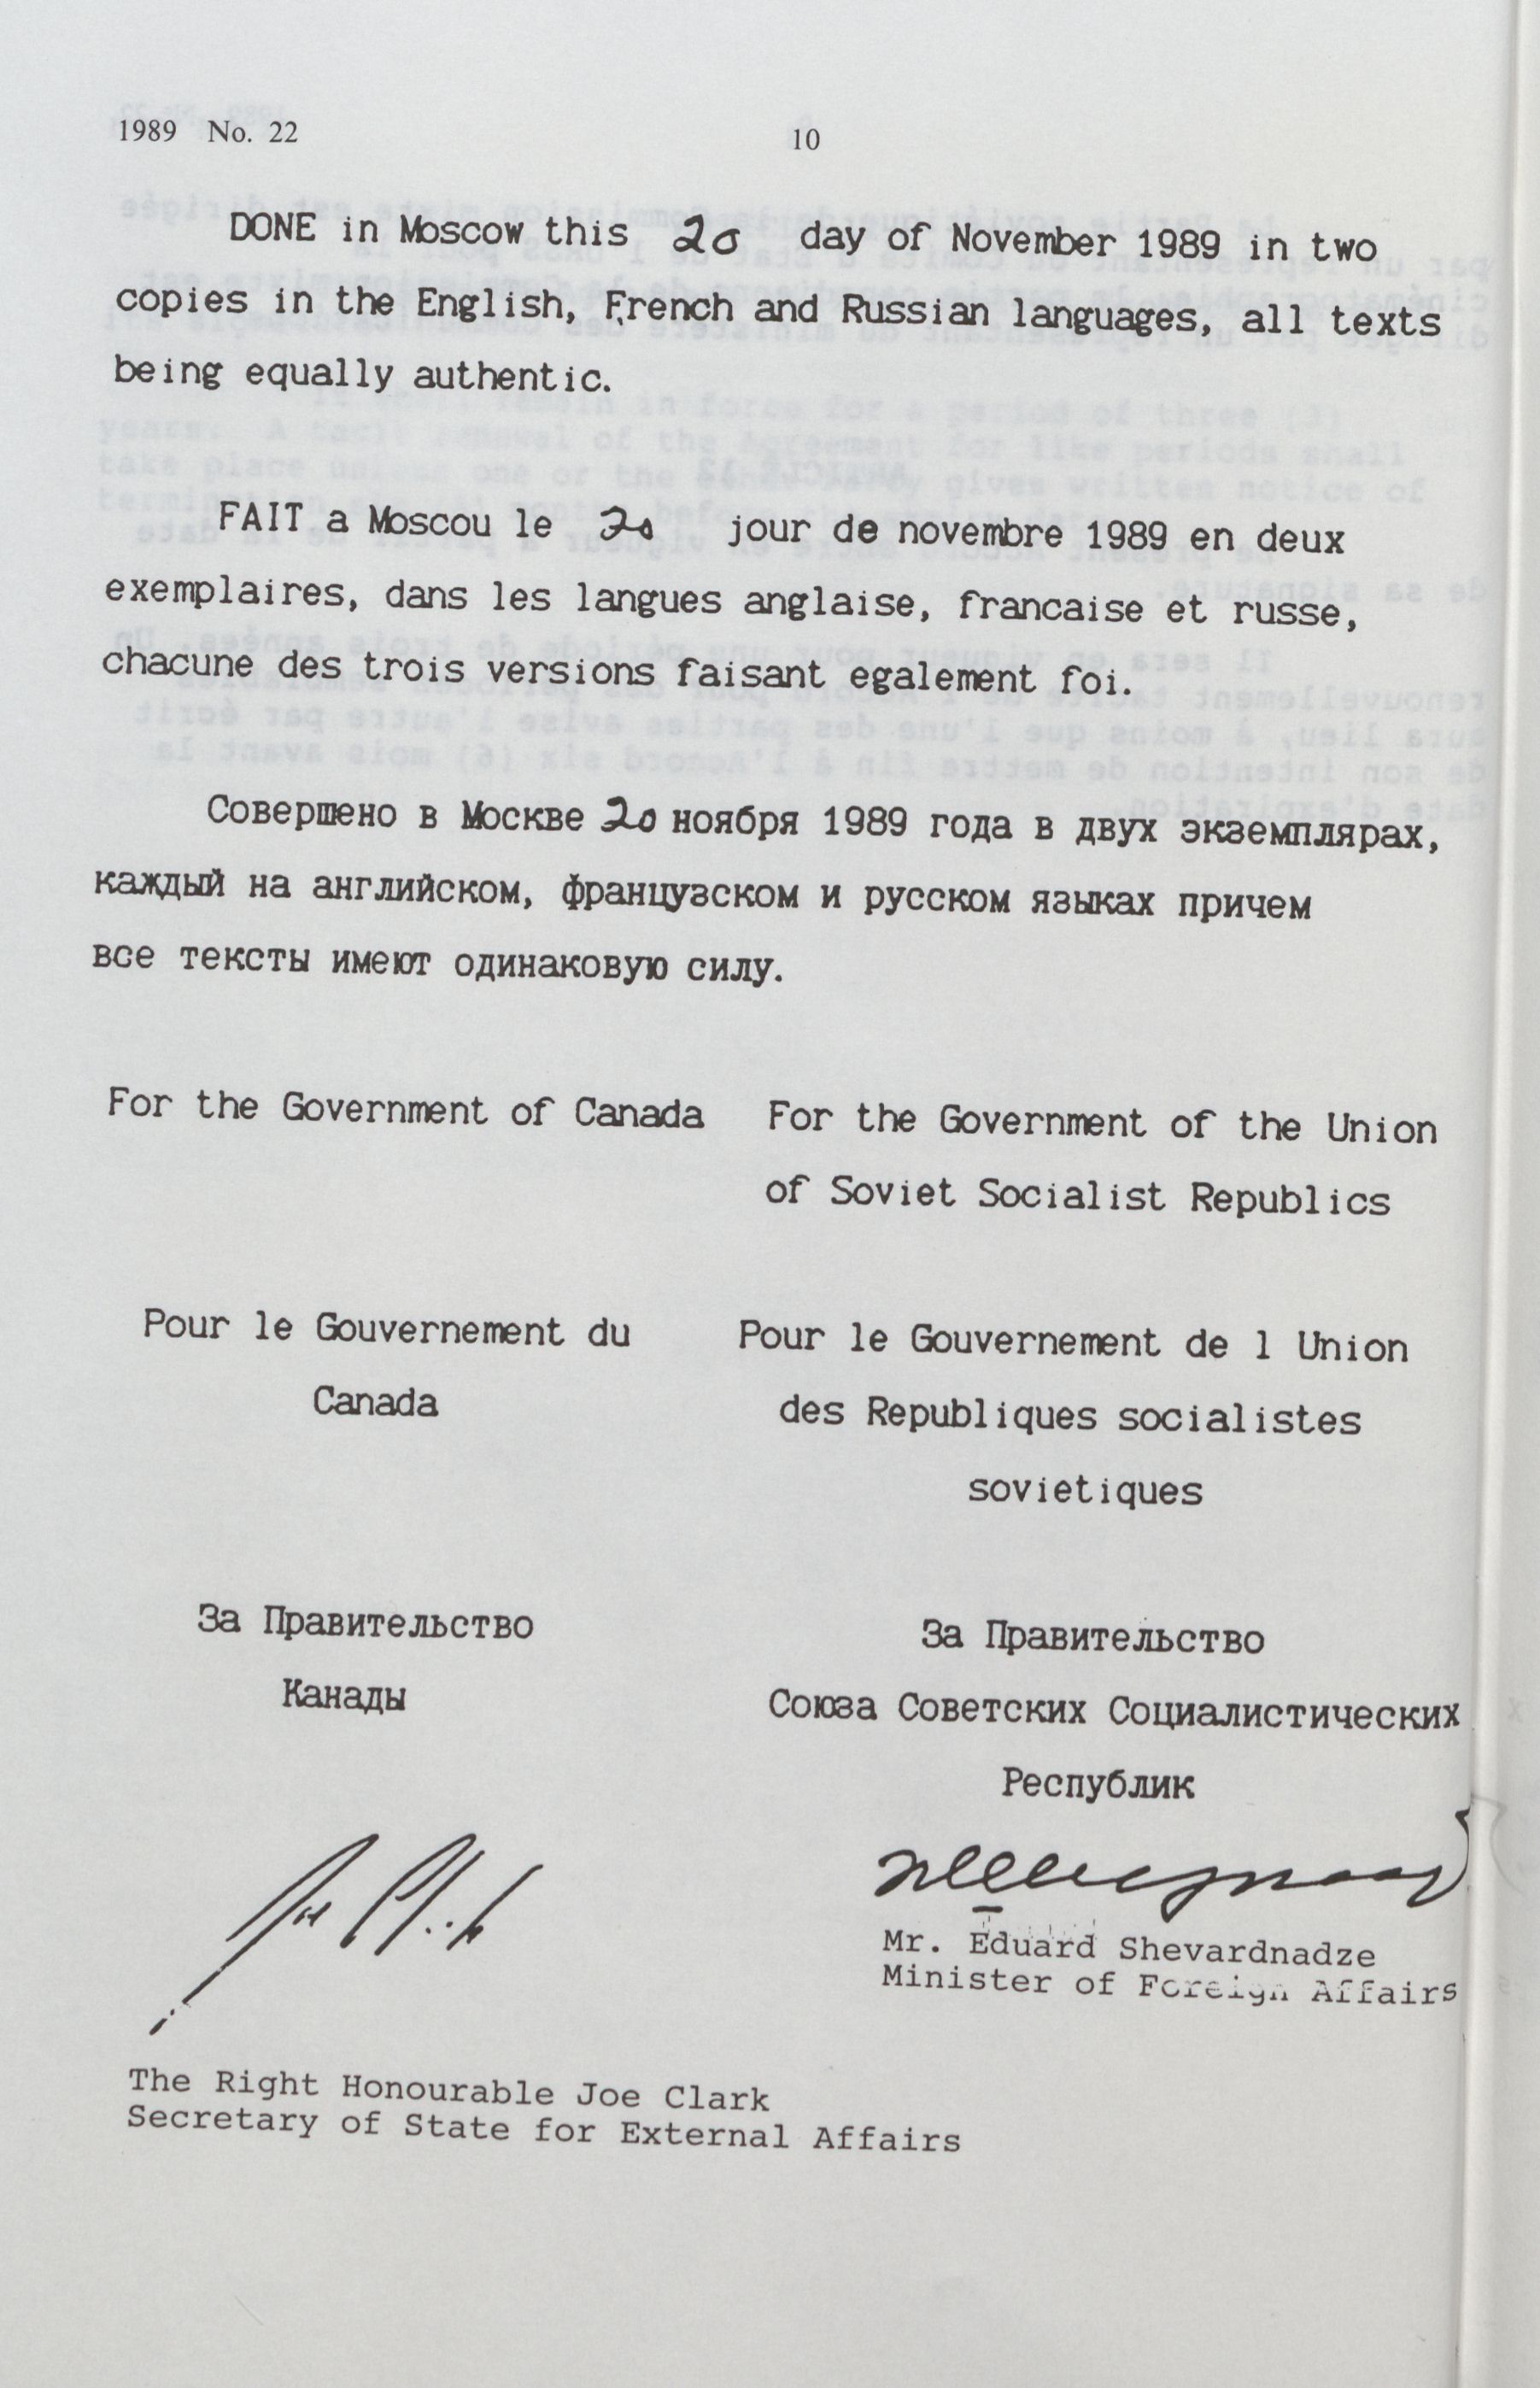 1989 No. 22
10
DONE in Moscow this 20 day of November 1989 in two
copies in the English, French and Russian languages, all texts
being equally authentic.
FAIT a Moscou le 20 jour de novembre 1989 en deux
exemplaires, dans les langues anglaise, francaise et russe,
chacune des trois versions faisant egalement foi.
Совершено в Москве 20 ноября 1989 года в двух экземплярах,
каждый на английском, французском и русском языках причем
все тексты имеют одинаковую силу.
For the Government of Canada
For the Government of the Union
of Soviet Socialist Republics
Pour le Gouvernement du
Canada
Pour le Gouvernement de l Union
des Republiques socialistes
sovietiques
За Правительство
Канады
За Правительство
Союза Советских Социалистических
Республик
Mr. Eduard Shevardnadze
Minister of Foreign Affairs
The Right Honourable Joe Clark
Secretary of State for External Affairs